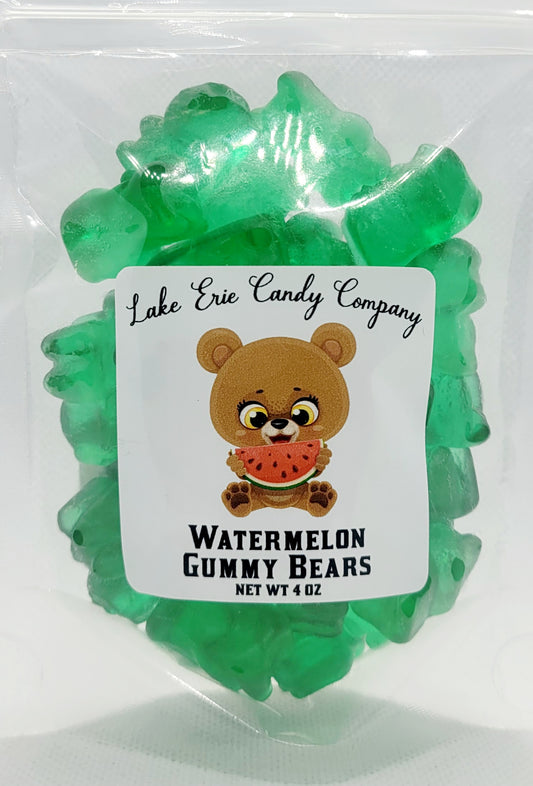 Lake Erie Candy Company
WATERMELON
GUMMY BEARS
NET WT 4 OZ